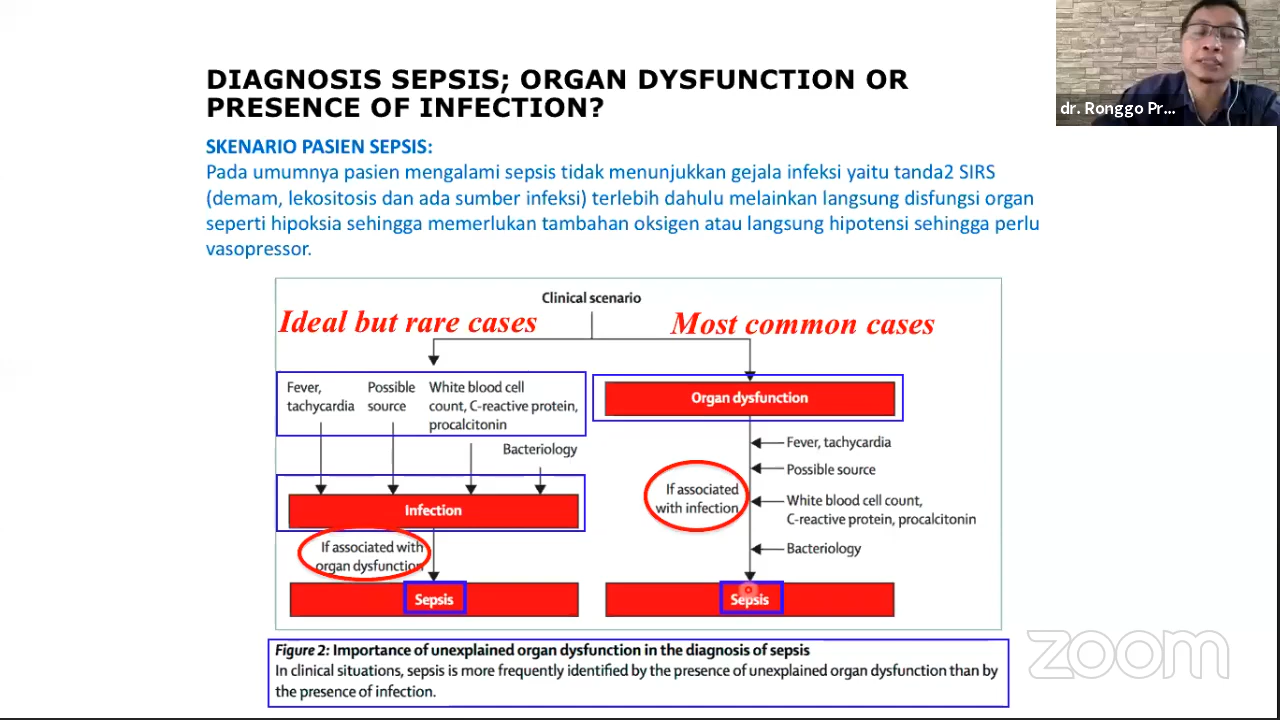 DIAGNOSIS SEPSIS; ORGAN DYSFUNCTION OR
PRESENCE OF INFECTION?
dr. Ronggo Pr...
SKENARIO PASIEN SEPSIS:
Pada umumnya pasien mengalami sepsis tidak menunjukkan gejala infeksi yaitu tanda2 SIRS
(demam, lekositosis dan ada sumber infeksi) terlebih dahulu melainkan langsung disfungsi organ
seperti hipoksia sehingga memerlukan tambahan oksigen atau langsung hipotensi sehingga perlu
vasopressor.
Clinical scenario
Ideal but rare cases
Most common cases
Fever,
tachycardia
Possible
source
White blood cell
count, C-reactive protein,
procalcitonin
Bacteriology
Infection
If associated with
organ dysfunction
Sepsis
Organ dysfunction
Fever, tachycardia
Possible source
If associated
with infection
White blood cell count,
C-reactive protein, procalcitonin
Bacteriology
Sepsis
Figure 2: Importance of unexplained organ dysfunction in the diagnosis of sepsis
In clinical situations, sepsis is more frequently identified by the presence of unexplained organ dysfunction than by
the presence of infection.
zoom